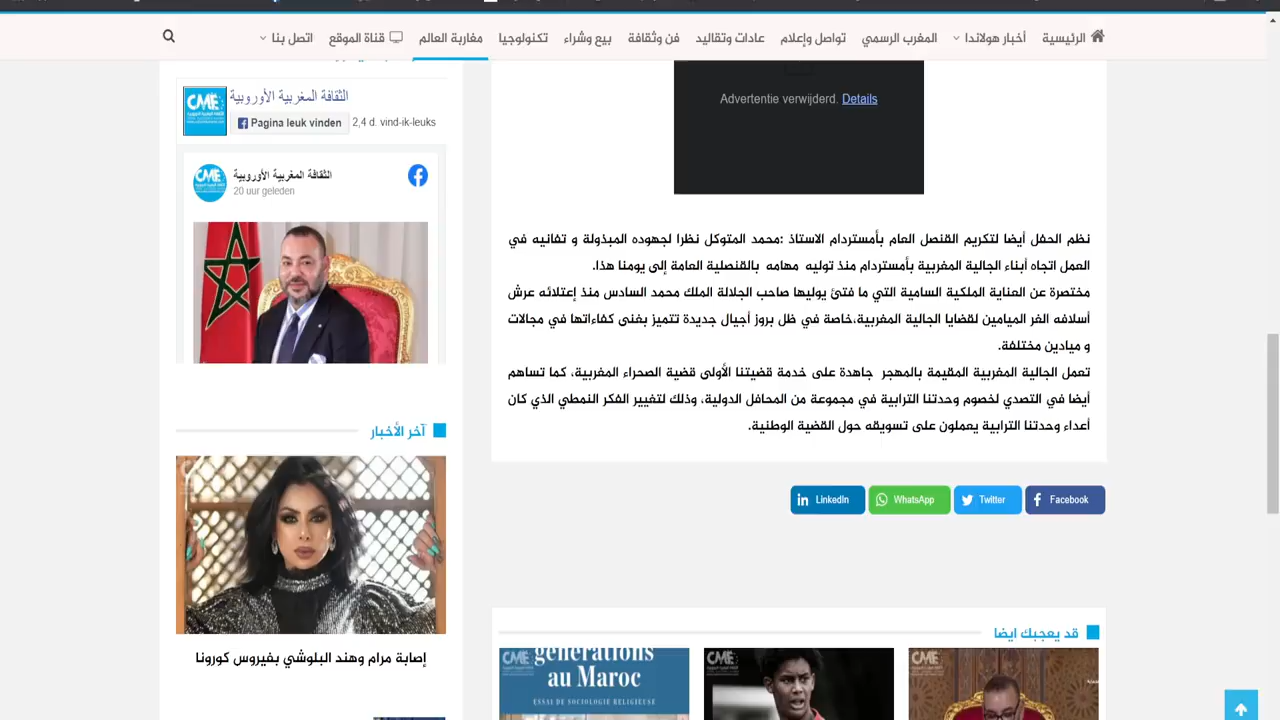 الرئيسية
أخبار هولاندا
المغرب الرسمي
تواصل وإعلام
عادات وتقاليد
فن وثقافة
بيع وشراء
تكنولوجيا
مغاربة العالم
قناة الموقع
اتصل بنا
Advertentie verwijderd. Details
نظم الحفل أيضا لتكريم القنصل العام بأمستردام الاستاذ :محمد المتوكل نظرا لجهوده المبذولة و تفانيه في
العمل اتجاه أبناء الجالية المغربية بأمستردام منذ توليه مهامه بالقنصلية العامة إلى يومنا هذا.
مختصرة عن العناية الملكية السامية التي ما فتئ يوليها صاحب الجلالة الملك محمد السادس منذ إعتلائه عرش
أسلافه الغر الميامين لقضايا الجالية المغربية،خاصة في ظل بروز أجيال جديدة تتميز بغنى كفاءاتها في مجالات
و ميادين مختلفة.
تعمل الجالية المغربية المقيمة بالمهجر جاهدة على خدمة قضيتنا الأولى قضية الصحراء المغربية، كما تساهم
أيضا في التصدي لخصوم وحدتنا الترابية في مجموعة من المحافل الدولية، وذلك لتغيير الفكر النمطي الذي كان
أعداء وحدتنا الترابية يعملون على تسويقه حول القضية الوطنية.
Facebook
Twitter
WhatsApp
LinkedIn
قد يعجبك ايضا
CME
CME
CME
générations
au Maroc
ESSAI DE SOCIOLOGIE RELIGIEUSE
CME
الثقافة المغربية الأوروبية
Pagina leuk vinden
2,4 d. vind-ik-leuks
CME
الثقافة المغربية الأوروبية
20 uur geleden
آخر الأخبار
إصابة مرام وهند البلوشي بفيروس كورونا